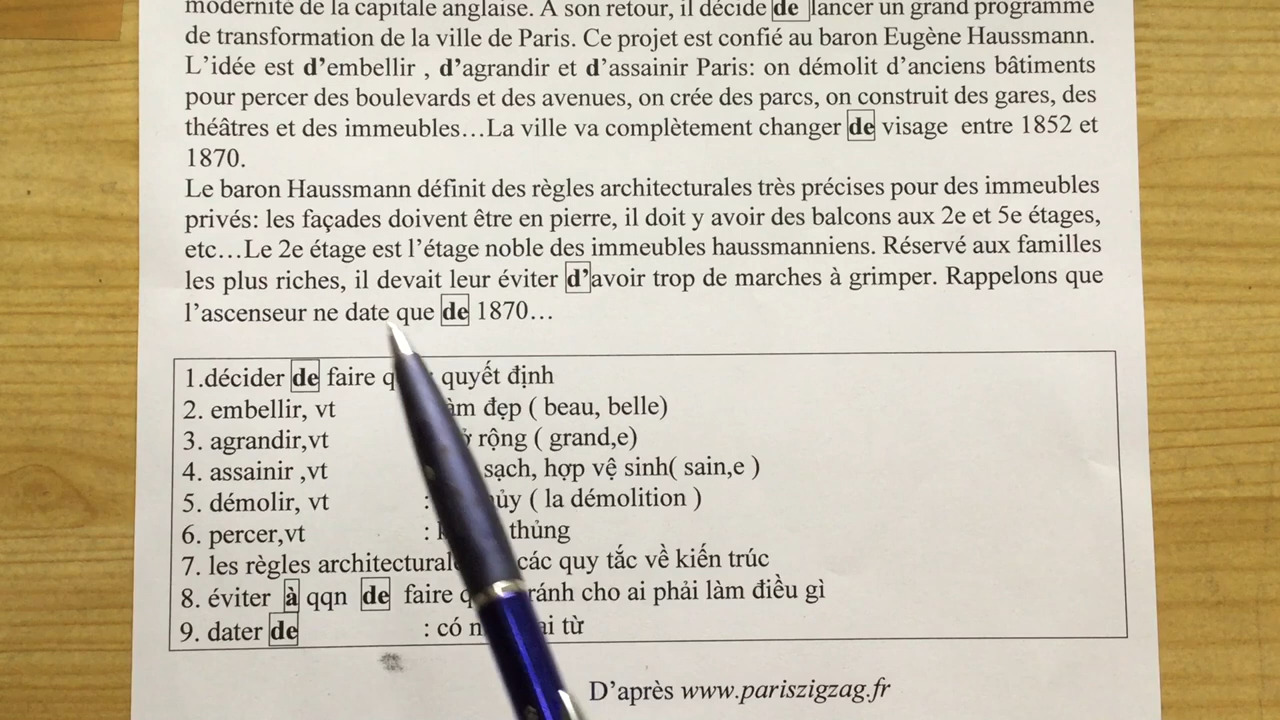 modernité de la capitale anglaise. A son retour, il décide de lancer un grand programme
de transformation de la ville de Paris. Ce projet est confié au baron Eugène Haussmann.
L’idée est d’embellir , d’agrandir et d’assainir Paris: on démolit d’anciens bâtiments
pour percer des boulevards et des avenues, on crée des parcs, on construit des gares, des
théâtres et des immeubles…La ville va complètement changer de visage entre 1852 et
1870.
Le baron Haussmann définit des règles architecturales très précises pour des immeubles
privés: les façades doivent être en pierre, il doit y avoir des balcons aux 2e et 5e étages,
etc…Le 2e étage est l’étage noble des immeubles haussmanniens. Réservé aux familles
les plus riches, il devait leur éviter d’avoir trop de marches à grimper. Rappelons que
l’ascenseur ne date que de 1870…
1.décider de faire quyết định
2. embellir, vt đẹp ( beau, belle)
3. agrandir,vt rộng ( grand,e)
4. assainir ,vt sạch, hợp vệ sinh( sain,e )
5. démolir, vt : ( la démolition )
6. percer,vt : thủng
7. les règles các quy tắc về kiến trúc
8. éviter à qqn de faire cho ai phải làm điều gì
9. dater de : có từ
D’après www.pariszigzag.fr